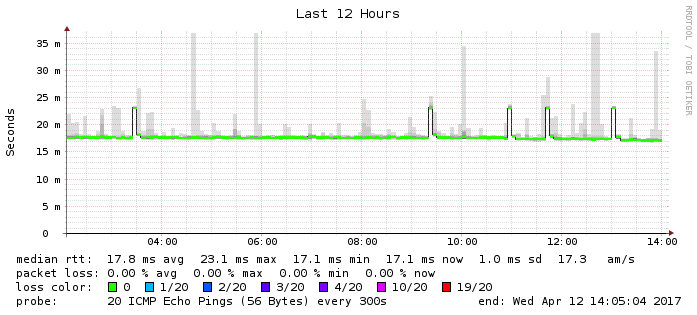 Last 12 Hours
RRDTOOL / TOBI OETIKER
Seconds
35 m
30 m
25 m
20 m
15 m
10 m
5 m
0
04:00 06:00 08:00 10:00 12:00 14:00
median rtt: 17.8 ms avg 23.1 ms max 17.1 ms min 17.1 ms now 1.0 ms sd 17.3 am/s
packet loss: 0.00 % avg 0.00 % max 0.00 % min 0.00 % now
loss color: 0 1/20 2/20 3/20 4/20 10/20 19/20
probe: 20 ICMP Echo Pings (56 Bytes) every 300s end: Wed Apr 12 14:05:04 2017